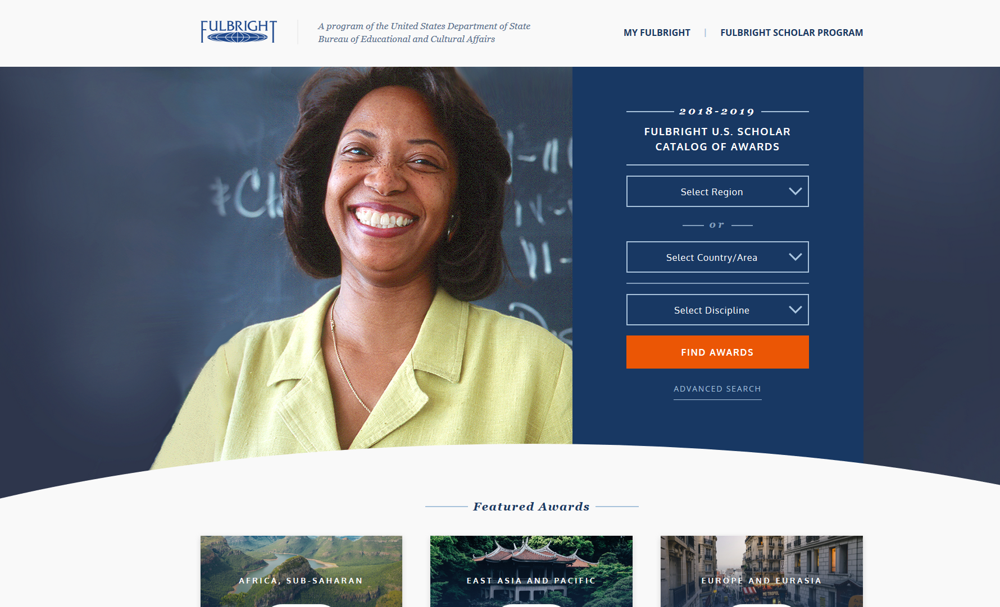 FULBRIGHT
A program of the United States Department of State
Bureau of Educational and Cultural Affairs
MY FULBRIGHT | FULBRIGHT SCHOLAR PROGRAM
2018-2019
FULBRIGHT U.S. SCHOLAR
CATALOG OF AWARDS
Select Region
or
Select Country/Area
Select Discipline
FIND AWARDS
ADVANCED SEARCH
Featured Awards
AFRICA, SUB-SAHARAN
EAST ASIA AND PACIFIC
EUROPE AND EURASIA
METROPOL